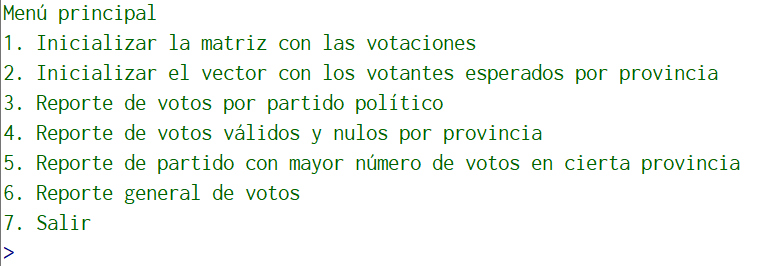 Menú principal
1. Inicializar la matriz con las votaciones
2. Inicializar el vector con los votantes esperados por provincia
3. Reporte de votos por partido político
4. Reporte de votos válidos y nulos por provincia
5. Reporte de partido con mayor número de votos en cierta provincia
6. Reporte general de votos
7. Salir
>